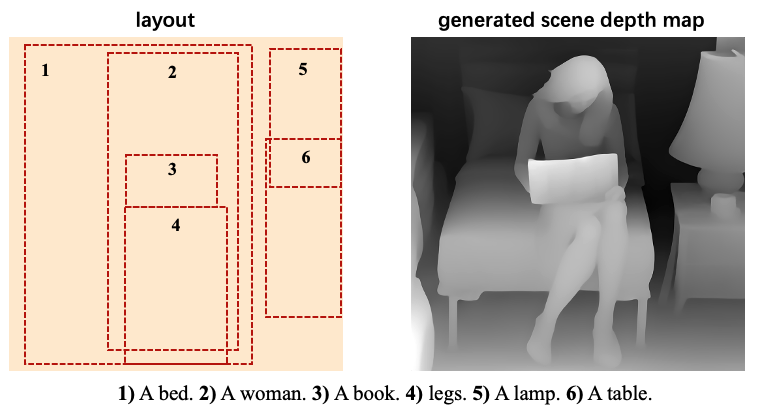 layout
generated scene depth map
1
2
5
3
6
4
1) A bed. 2) A woman. 3) A book. 4) legs. 5) A lamp. 6) A table.